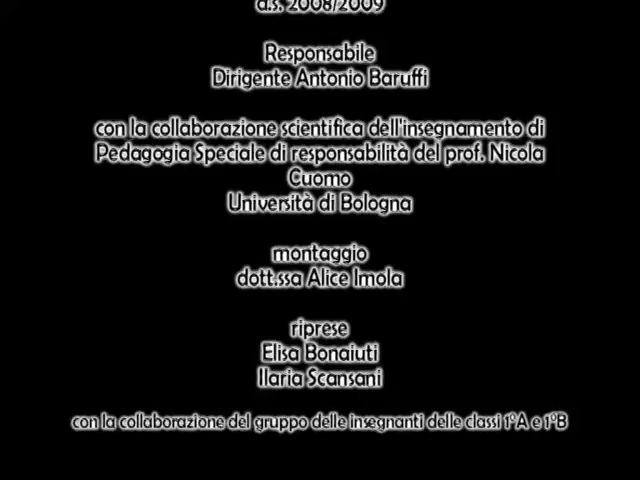 a.s. 2008/2009
Responsabile
Dirigente Antonio Baruffi
con la collaborazione scientifica dell'insegnamento di
Pedagogia Speciale di responsabilità del prof. Nicola
Cuomo
Università di Bologna
montaggio
dott.ssa Alice Imola
riprese
Elisa Bonaiuti
Ilaria Scansani
con la collaborazione del gruppo delle insegnanti delle classi 1°A e 1°B